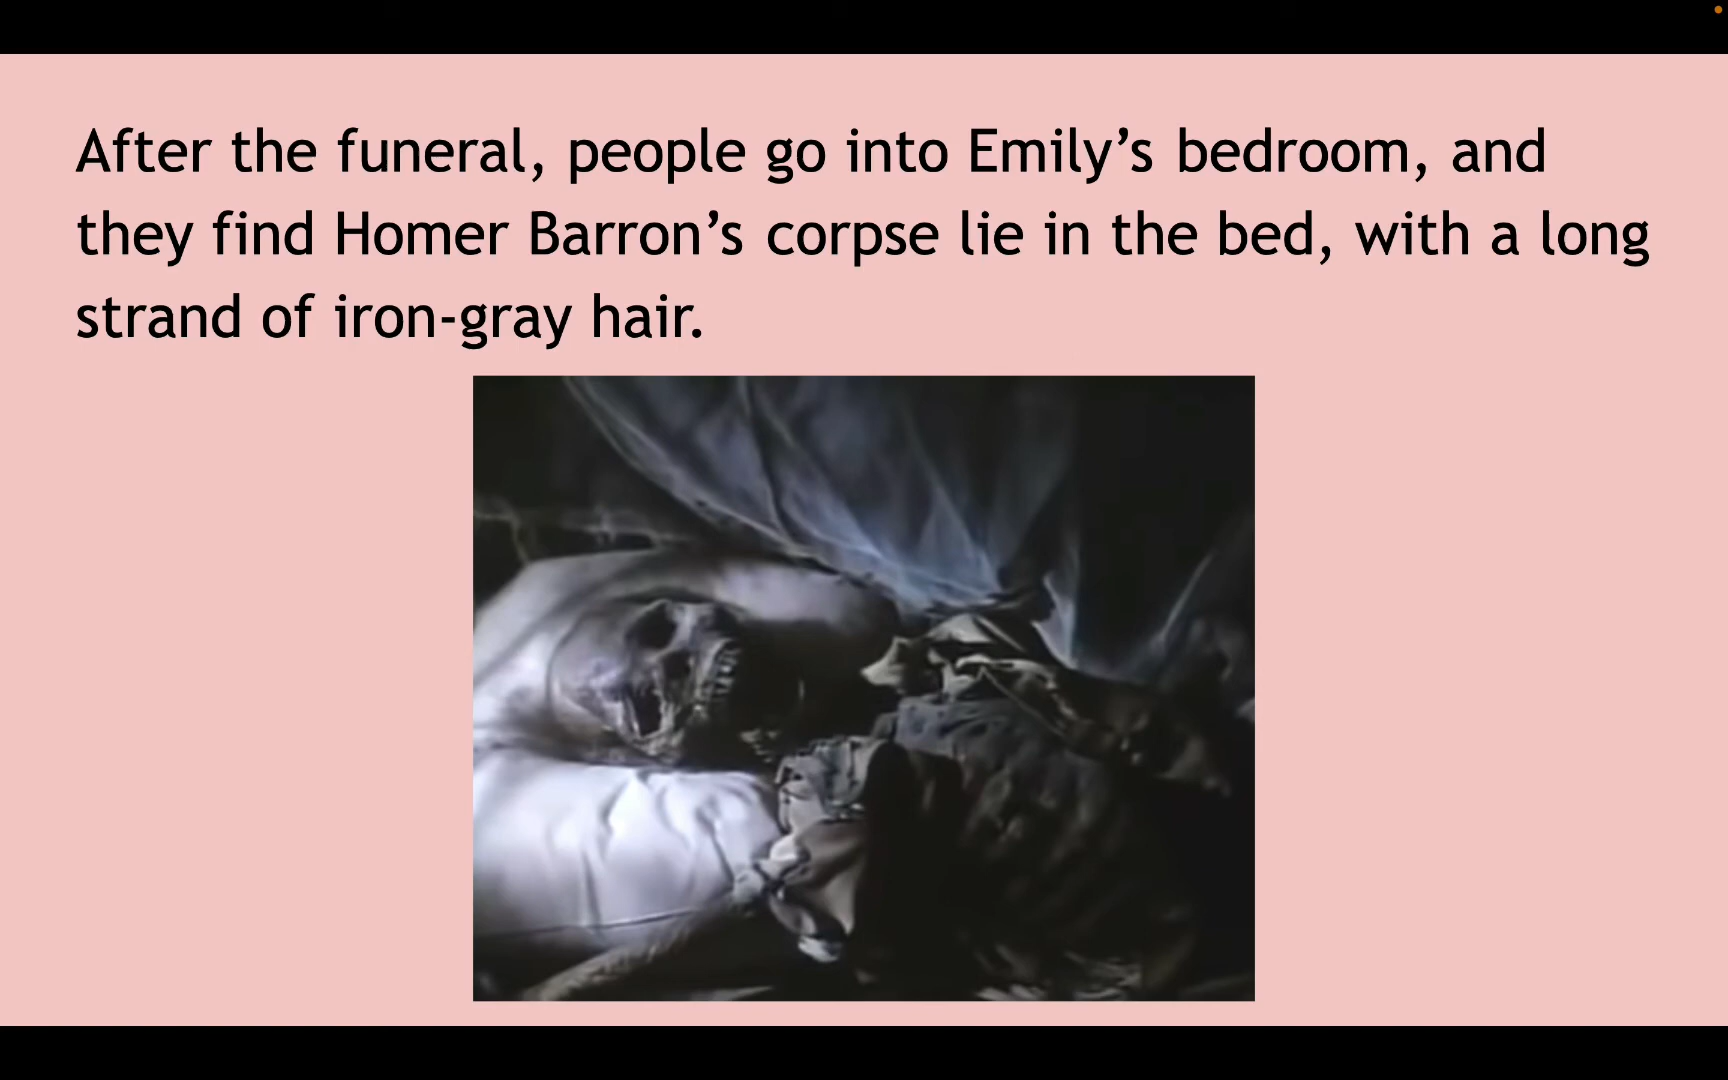 After the funeral, people go into Emily’s bedroom, and
they find Homer Barron’s corpse lie in the bed, with a long
strand of iron-gray hair.